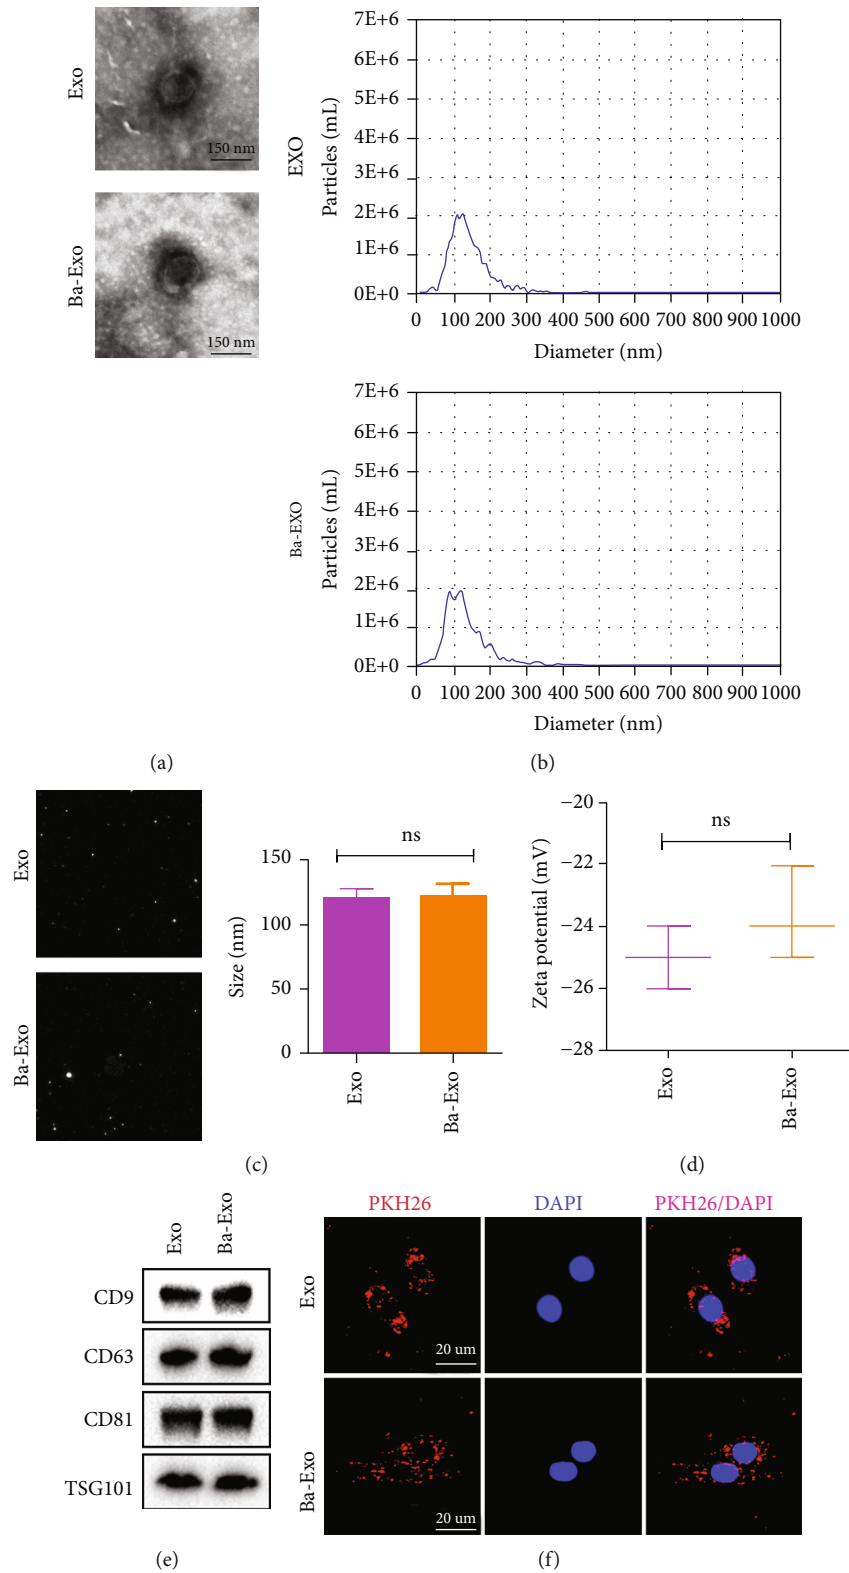 Exo
150 nm
Ba-Exo
150 nm
(a)
EXO
Particles (mL)
7E+6
6E+6
5E+6
4E+6
3E+6
2E+6
1E+6
0E+0
0 100 200 300 400 500 600 700 800 900 1000
Diameter (nm)
Ba-EXO
Particles (mL)
7E+6
6E+6
5E+6
4E+6
3E+6
2E+6
1E+6
0E+0
0 100 200 300 400 500 600 700 800 900 1000
Diameter (nm)
(b)
Exo
Ba-Exo
ns
Size (nm)
150
100
50
0
Exo
Ba-Exo
(c)
ns
Zeta potential (mV)
−20
−22
−24
−26
−28
Exo
Ba-Exo
(d)
Exo
Ba-Exo
CD9
CD63
CD81
TSG101
(e)
PKH26 DAPI PKH26/DAPI
Exo
20 um
Ba-Exo
20 um
(f)